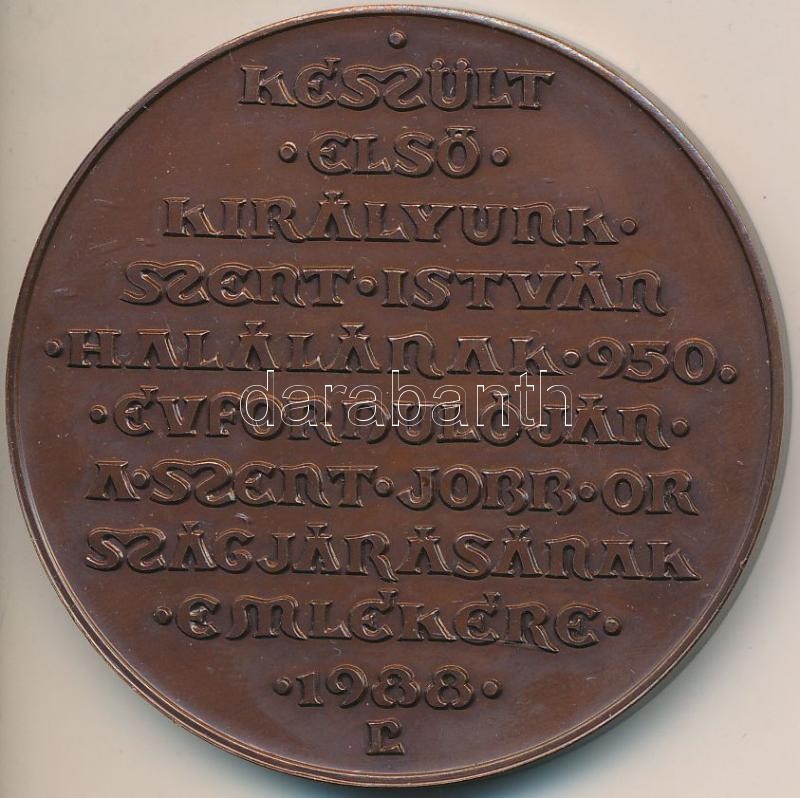 KÉSZÜLT
·ELSŐ·
KIRÁLYUNK·
SZENT·ISTVÁN
·HALÁLÁNAK·950.
·ÉVFORDULÓJÁN·
A·SZENT·JOBB·OR
SZÁGJÁRÁSÁNAK
·EMLÉKÉRE·
·1988·
L
darabanth